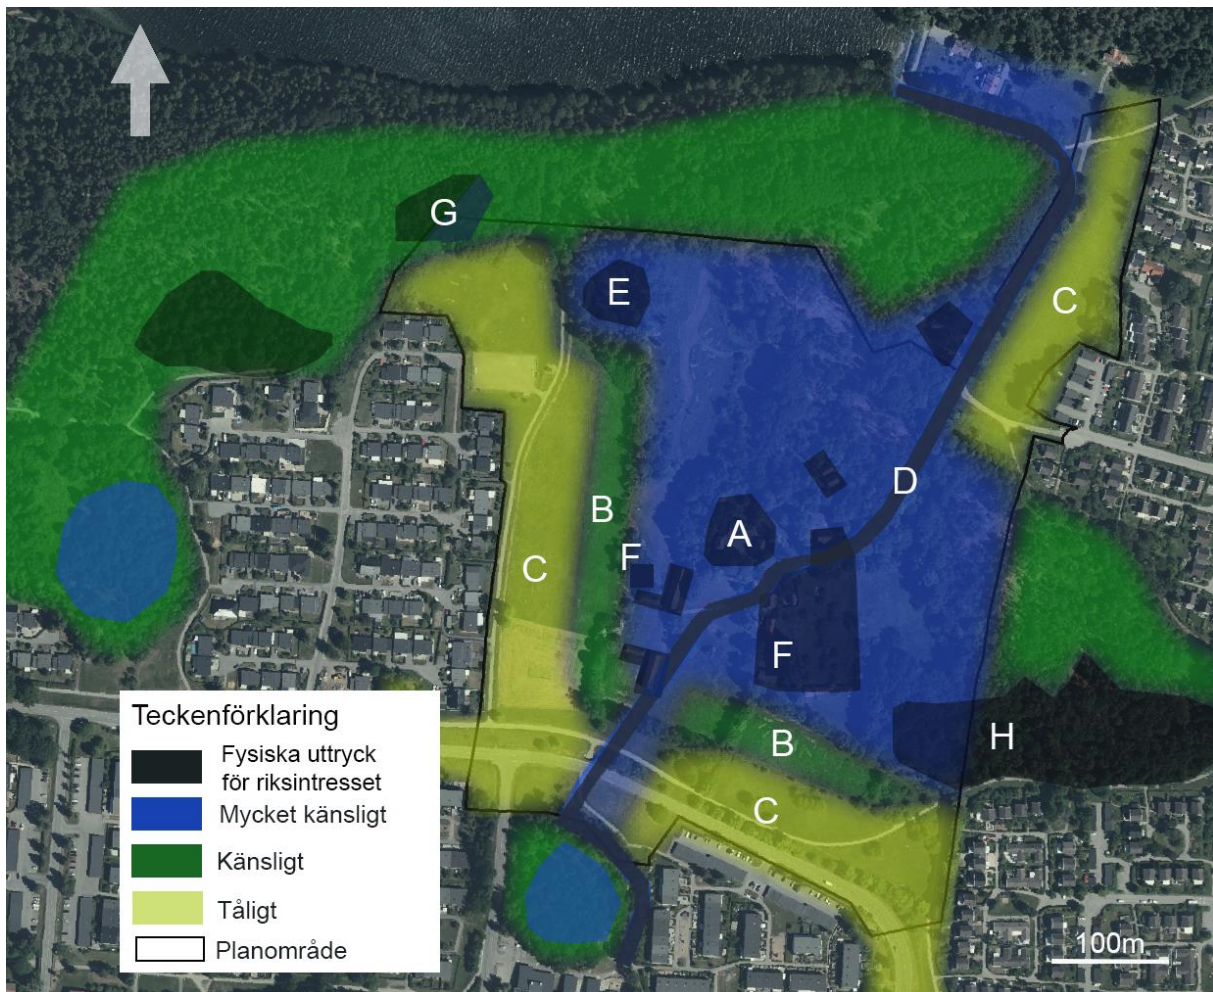 G
E
C
D
B
A
F
C
F
H
B
C
Teckenförklaring
Fysiska uttryck
för riksintresset
Mycket känsligt
Känsligt
Tåligt
Planområde
100m